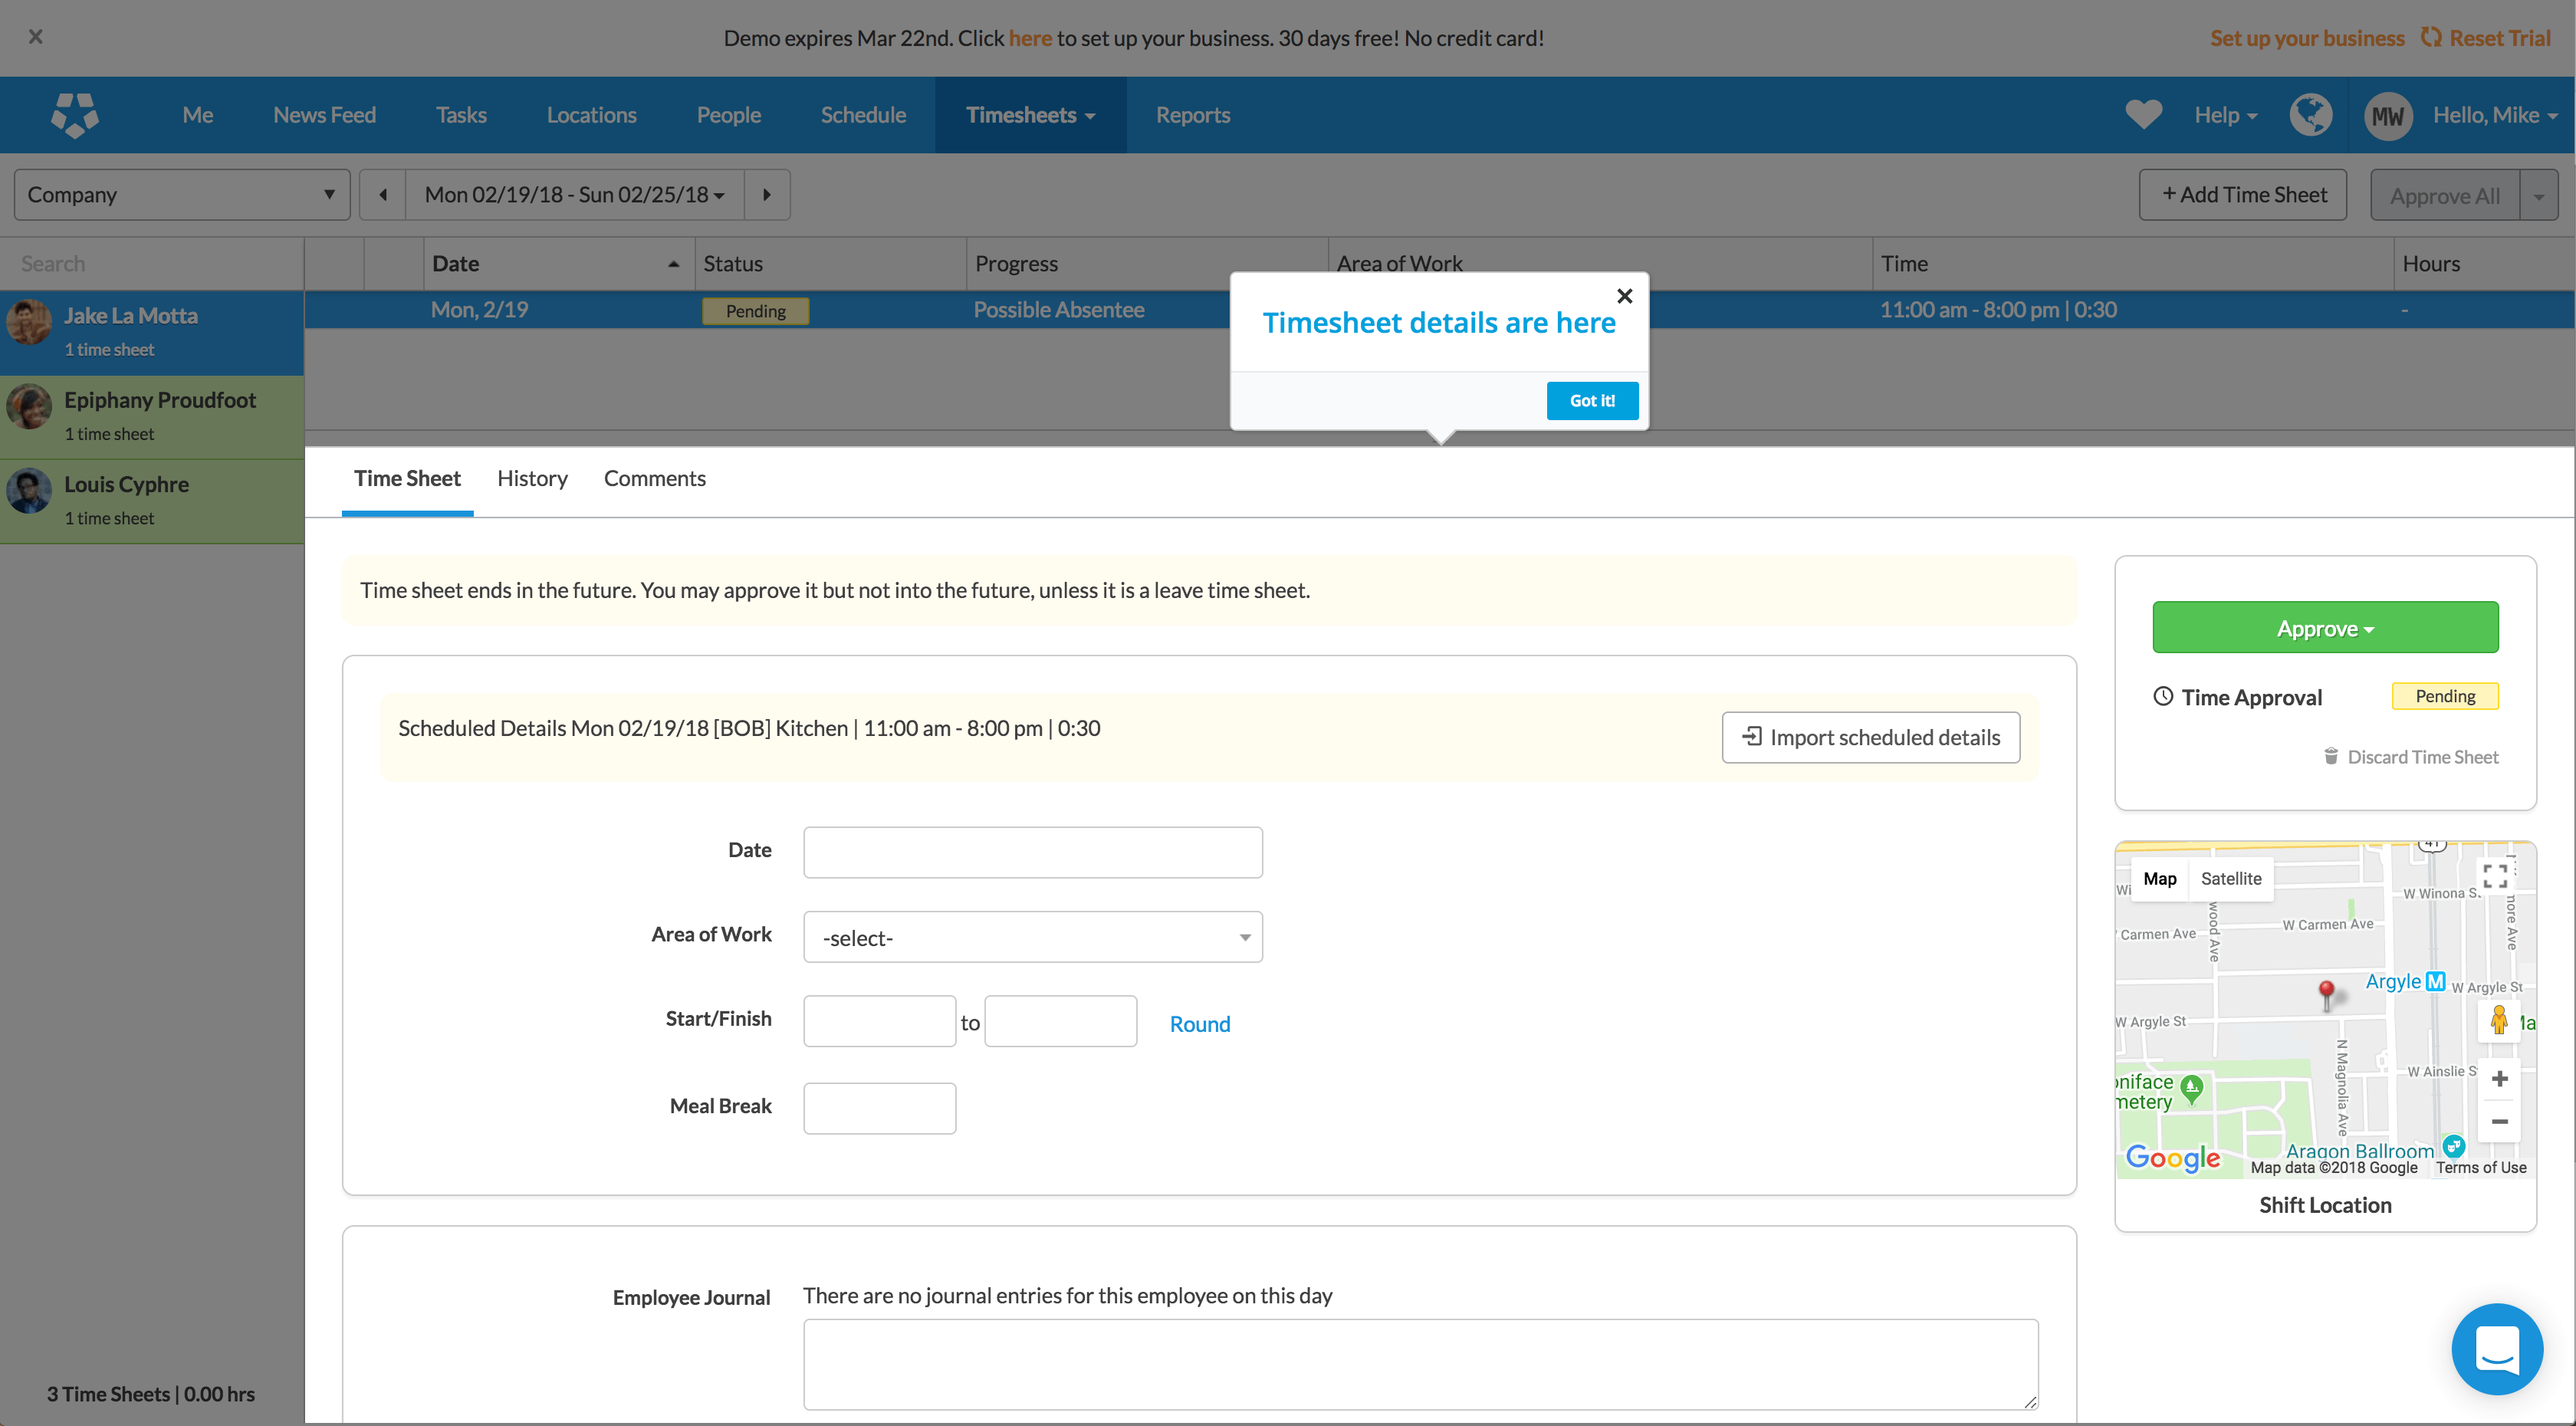 Demo expires Mar 22nd. Click here to set up your business. 30 days free! No credit card!
Set up your business Reset Trial
Me News Feed Tasks Locations People Schedule Timesheets Reports
Help MW Hello, Mike
Company Mon 02/19/18 - Sun 02/25/18 + Add Time Sheet Approve All
Search Date Status Progress Area of Work Time Hours
Jake La Motta
1 time sheet
Mon, 2/19 Pending Possible Absentee 11:00 am - 8:00 pm | 0:30 -
Timesheet details are here
Got it!
Epiphany Proudfoot
1 time sheet
Louis Cyphre
1 time sheet
Time Sheet History Comments
Time sheet ends in the future. You may approve it but not into the future, unless it is a leave time sheet.
Scheduled Details Mon 02/19/18 [BOB] Kitchen | 11:00 am - 8:00 pm | 0:30
Import scheduled details
Date
Area of Work -select-
Start/Finish to Round
Meal Break
Employee Journal There are no journal entries for this employee on this day
Approve
Time Approval Pending
Discard Time Sheet
Map Satellite
41
W Winona S
W Carmen Ave
Carmen Ave
wood Ave
more Ave
Argyle M W Argyle St
W Argyle St
Ma
N Magnolia Ave
W Ainslie S
oniface
metery
Aragon Ballroom
Google Map data ©2018 Google Terms of Use
Shift Location
3 Time Sheets | 0.00 hrs